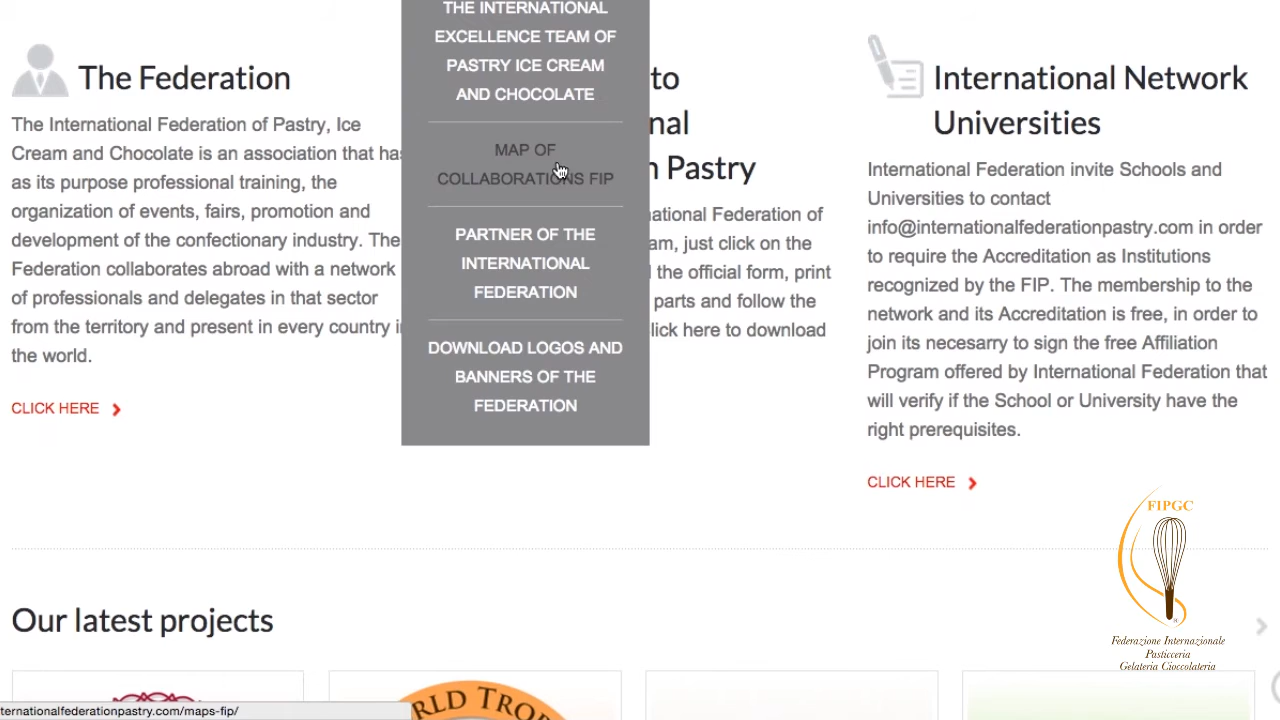 The Federation
The International Federation of Pastry, Ice
Cream and Chocolate is an association that has
as its purpose professional training, the
organization of events, fairs, promotion and
development of the confectionary industry. The
Federation collaborates abroad with a network
of professionals and delegates in that sector
from the territory and present in every country i
the world.
CLICK HERE
THE INTERNATIONAL
EXCELLENCE TEAM OF
PASTRY ICE CREAM
AND CHOCOLATE
MAP OF
COLLABORATIONS FIP
PARTNER OF THE
INTERNATIONAL
FEDERATION
DOWNLOAD LOGOS AND
BANNERS OF THE
FEDERATION
to
nal
n Pastry
national Federation of
am, just click on the
the official form, print
parts and follow the
lick here to download
International Network
Universities
International Federation invite Schools and
Universities to contact
info@internationalfederationpastry.com in order
to require the Accreditation as Institutions
recognized by the FIP. The membership to the
network and its Accreditation is free, in order to
join its necesarry to sign the free Affiliation
Program offered by International Federation that
will verify if the School or University have the
right prerequisites.
CLICK HERE
FIPGC
Federazione Internazionale
Pasticceria
Gelateria Cioccolateria
Our latest projects
RLD TRO
ternationalfederationpastry.com/maps-fip/